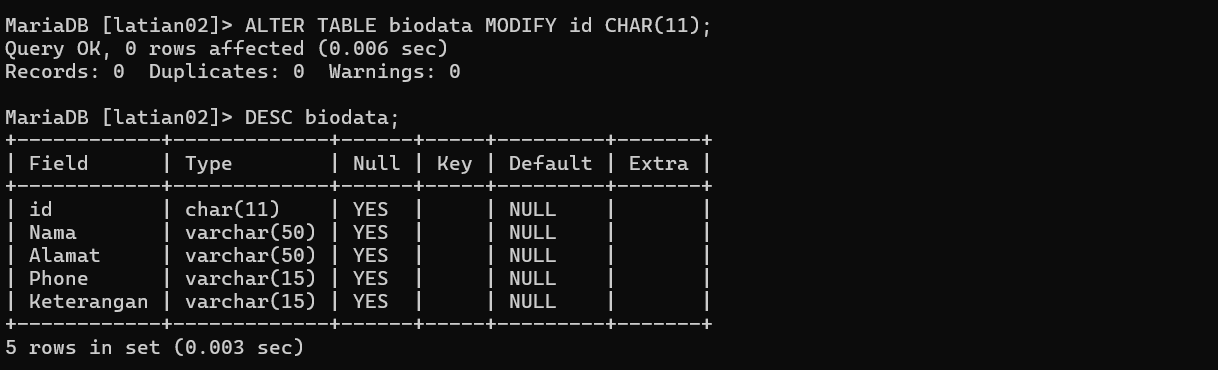 MariaDB [latian02]> ALTER TABLE biodata MODIFY id CHAR(11);
Query OK, 0 rows affected (0.006 sec)
Records: 0  Duplicates: 0  Warnings: 0

MariaDB [latian02]> DESC biodata;
+------------+-------------+------+-----+---------+-------+
| Field      | Type        | Null | Key | Default | Extra |
+------------+-------------+------+-----+---------+-------+
| id         | char(11)    | YES  |     | NULL    |       |
| Nama       | varchar(50) | YES  |     | NULL    |       |
| Alamat     | varchar(50) | YES  |     | NULL    |       |
| Phone      | varchar(15) | YES  |     | NULL    |       |
| Keterangan | varchar(15) | YES  |     | NULL    |       |
+------------+-------------+------+-----+---------+-------+
5 rows in set (0.003 sec)